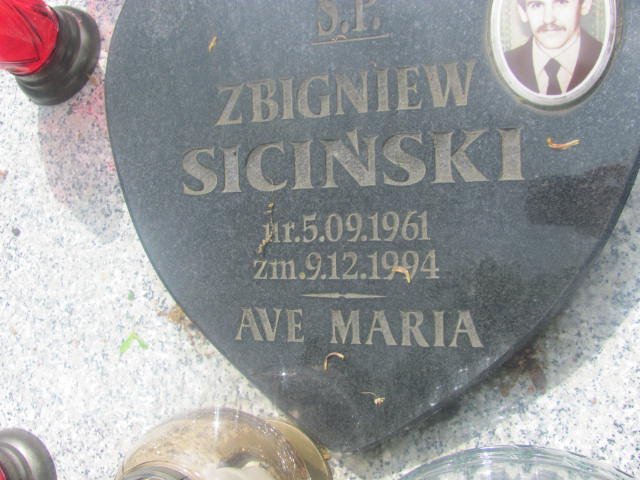 Ś.P.
ZBIGNIEW
SICIŃSKI
ur.5.09.1961
zm.9.12.1994
AVE MARIA